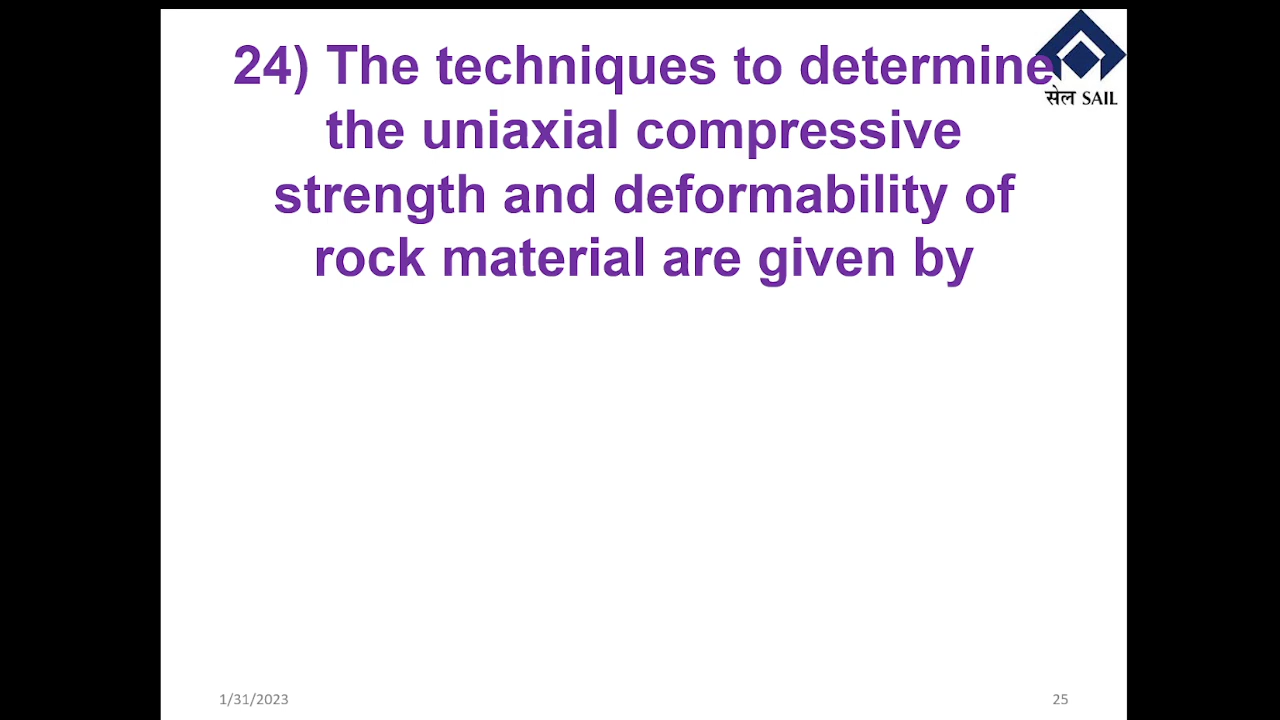 24) The techniques to determine
सेल SAIL
the uniaxial compressive
strength and deformability of
rock material are given by
1/31/2023
25